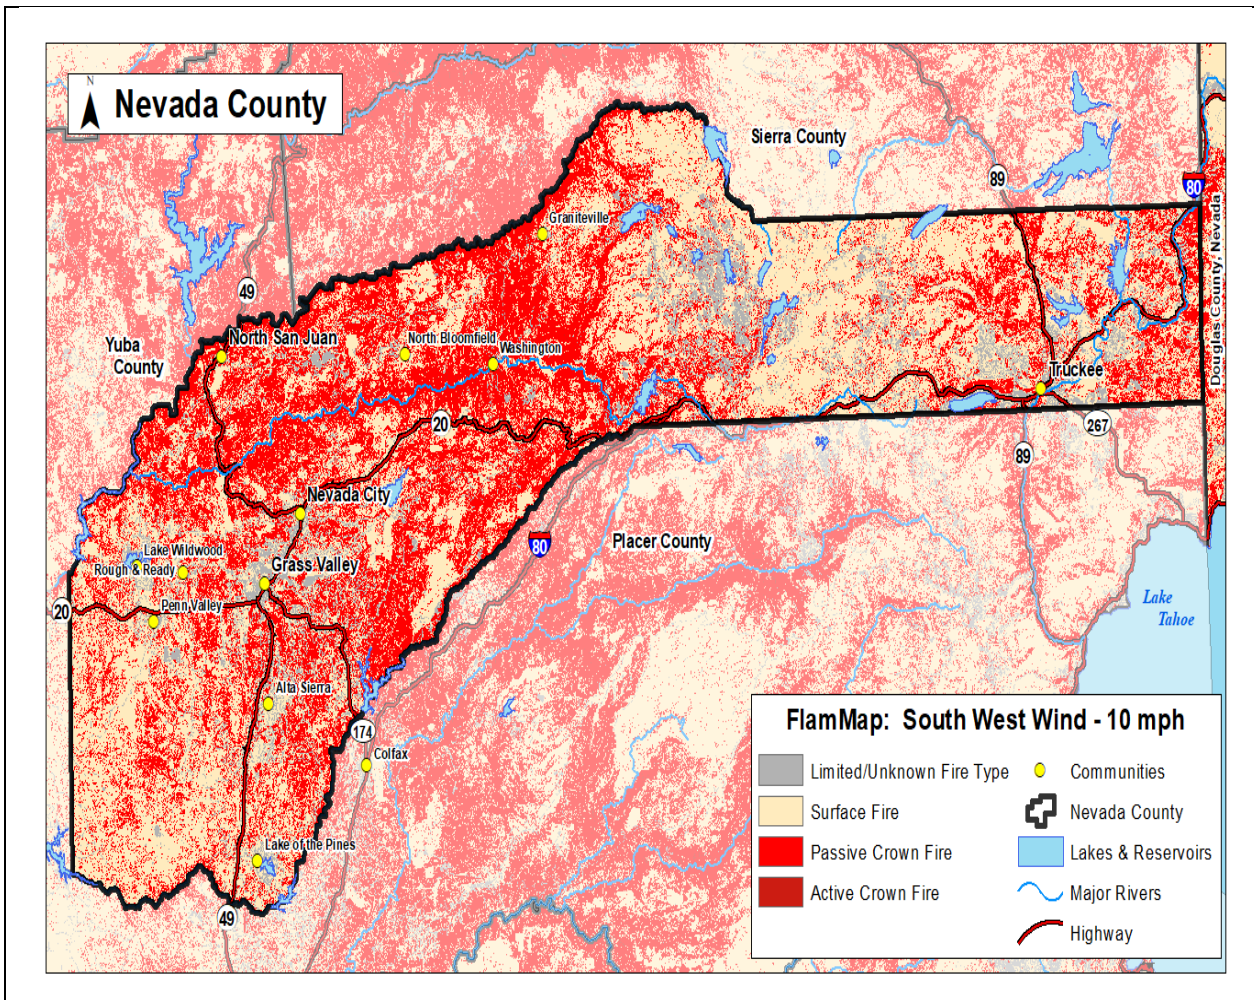 N
Nevada County
Sierra County
89
80
Douglas County, Nevada
Graniteville
49
Yuba
County
North San Juan
North Bloomfield
Washington
Truckee
20
267
89
Nevada City
80
Placer County
Lake Wildwood
Rough & Ready
Grass Valley
20
Penn Valley
Lake
Tahoe
Alta Sierra
174
Colfax
Lake of the Pines
49
FlamMap: South West Wind - 10 mph
Limited/Unknown Fire Type
Communities
Surface Fire
Nevada County
Passive Crown Fire
Lakes & Reservoirs
Active Crown Fire
Major Rivers
Highway